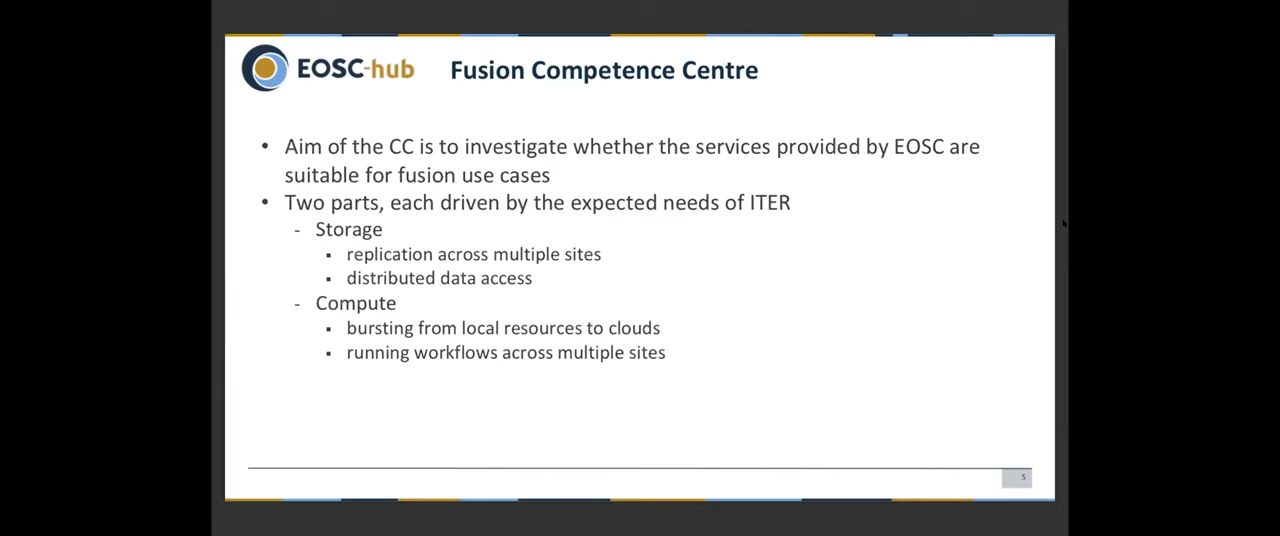 EOSC-hub
Fusion Competence Centre
• Aim of the CC is to investigate whether the services provided by EOSC are
suitable for fusion use cases
• Two parts, each driven by the expected needs of ITER
- Storage
▪ replication across multiple sites
▪ distributed data access
- Compute
▪ bursting from local resources to clouds
▪ running workflows across multiple sites
5